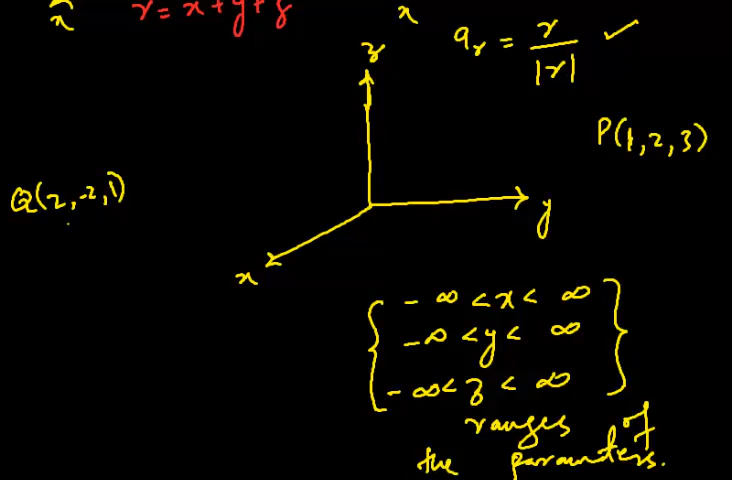 x̂ r = x + y + z
x
a_r = r / |r| ✓
z
P(1,2,3)
Q(2,-2,1)
y
x
{ -∞ < x < ∞
-∞ < y < ∞
-∞ < z < ∞ }
ranges of
the parameters.